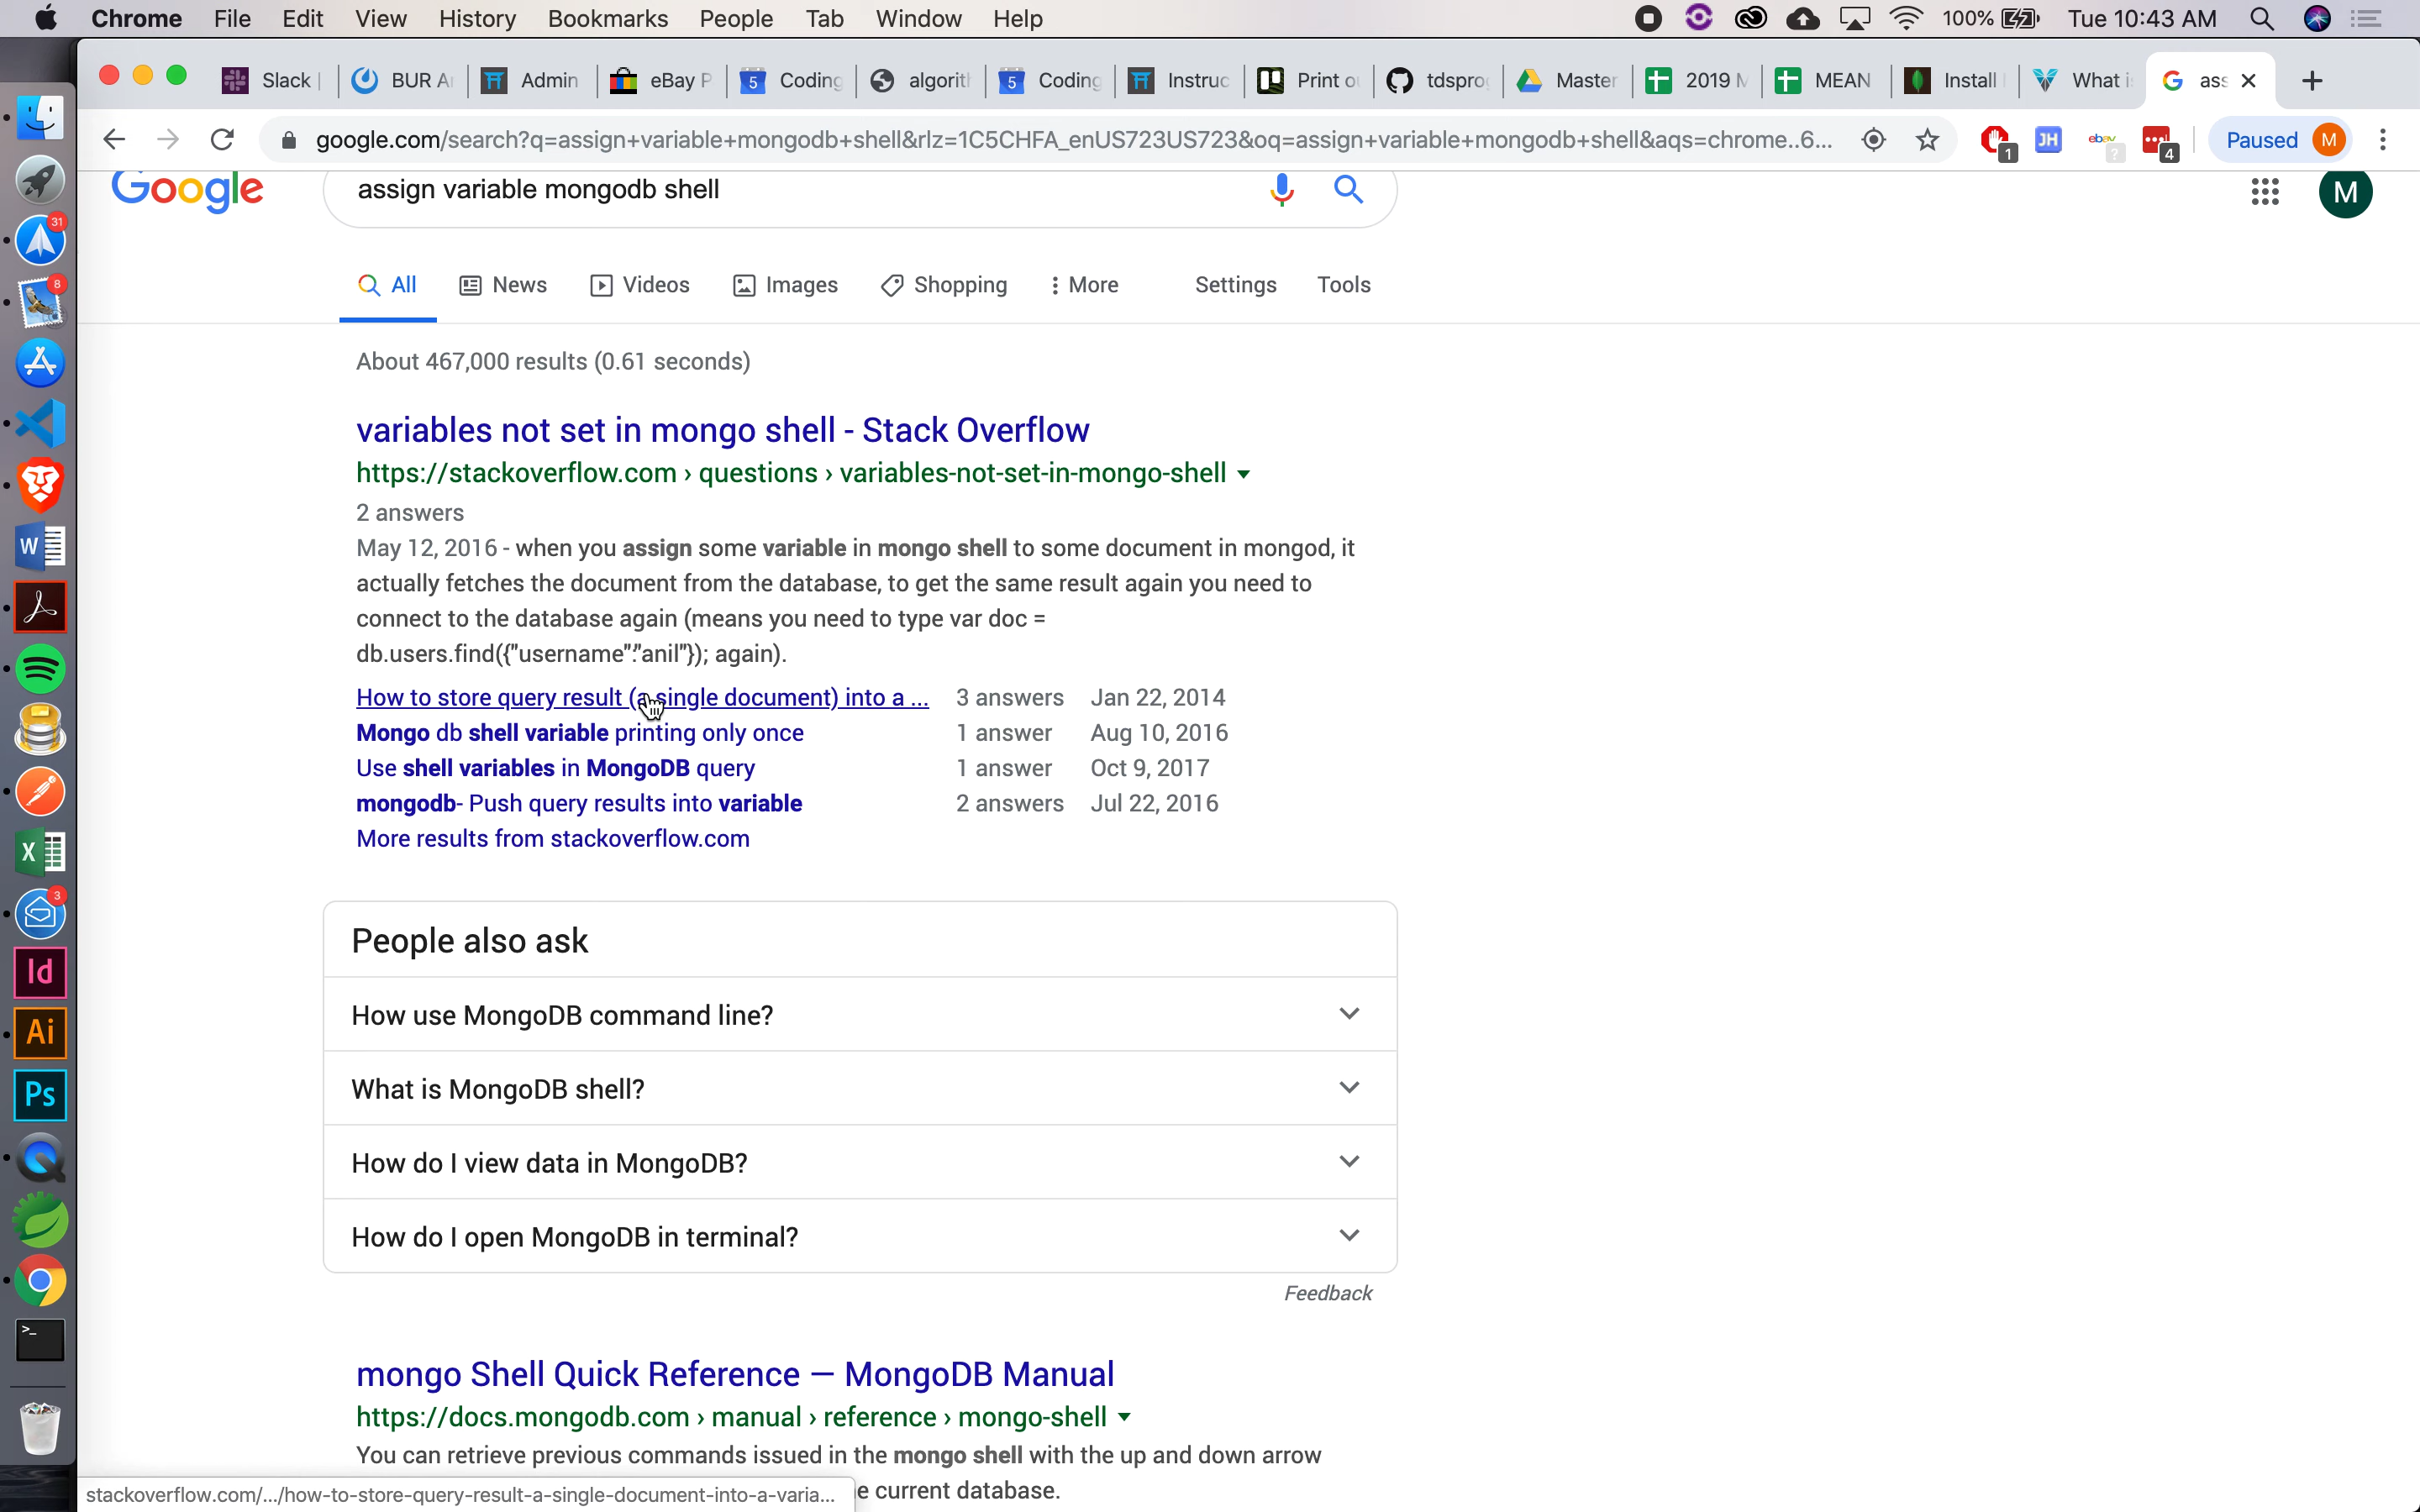 Chrome File Edit View History Bookmarks People Tab Window Help 100% Tue 10:43 AM
Slack BUR A Admin eBay P Coding algorit Coding Instruc Print o tdspro Master 2019 M MEAN Install What i ass
google.com/search?q=assign+variable+mongodb+shell&rlz=1C5CHFA_enUS723US723&oq=assign+variable+mongodb+shell&aqs=chrome..6... 1 JH ebay ? 4 Paused M
Google assign variable mongodb shell M
All News Videos Images Shopping More Settings Tools
About 467,000 results (0.61 seconds)
variables not set in mongo shell - Stack Overflow
https://stackoverflow.com › questions › variables-not-set-in-mongo-shell
2 answers
May 12, 2016 - when you assign some variable in mongo shell to some document in mongod, it
actually fetches the document from the database, to get the same result again you need to
connect to the database again (means you need to type var doc =
db.users.find({"username":"anil"}); again).
How to store query result (a single document) into a ... 3 answers Jan 22, 2014
Mongo db shell variable printing only once 1 answer Aug 10, 2016
Use shell variables in MongoDB query 1 answer Oct 9, 2017
mongodb- Push query results into variable 2 answers Jul 22, 2016
More results from stackoverflow.com
People also ask
How use MongoDB command line?
What is MongoDB shell?
How do I view data in MongoDB?
How do I open MongoDB in terminal?
Feedback
mongo Shell Quick Reference — MongoDB Manual
https://docs.mongodb.com › manual › reference › mongo-shell
You can retrieve previous commands issued in the mongo shell with the up and down arrow
e current database.
stackoverflow.com/.../how-to-store-query-result-a-single-document-into-a-varia...
31
8
W
X
3
Id
Ai
Ps